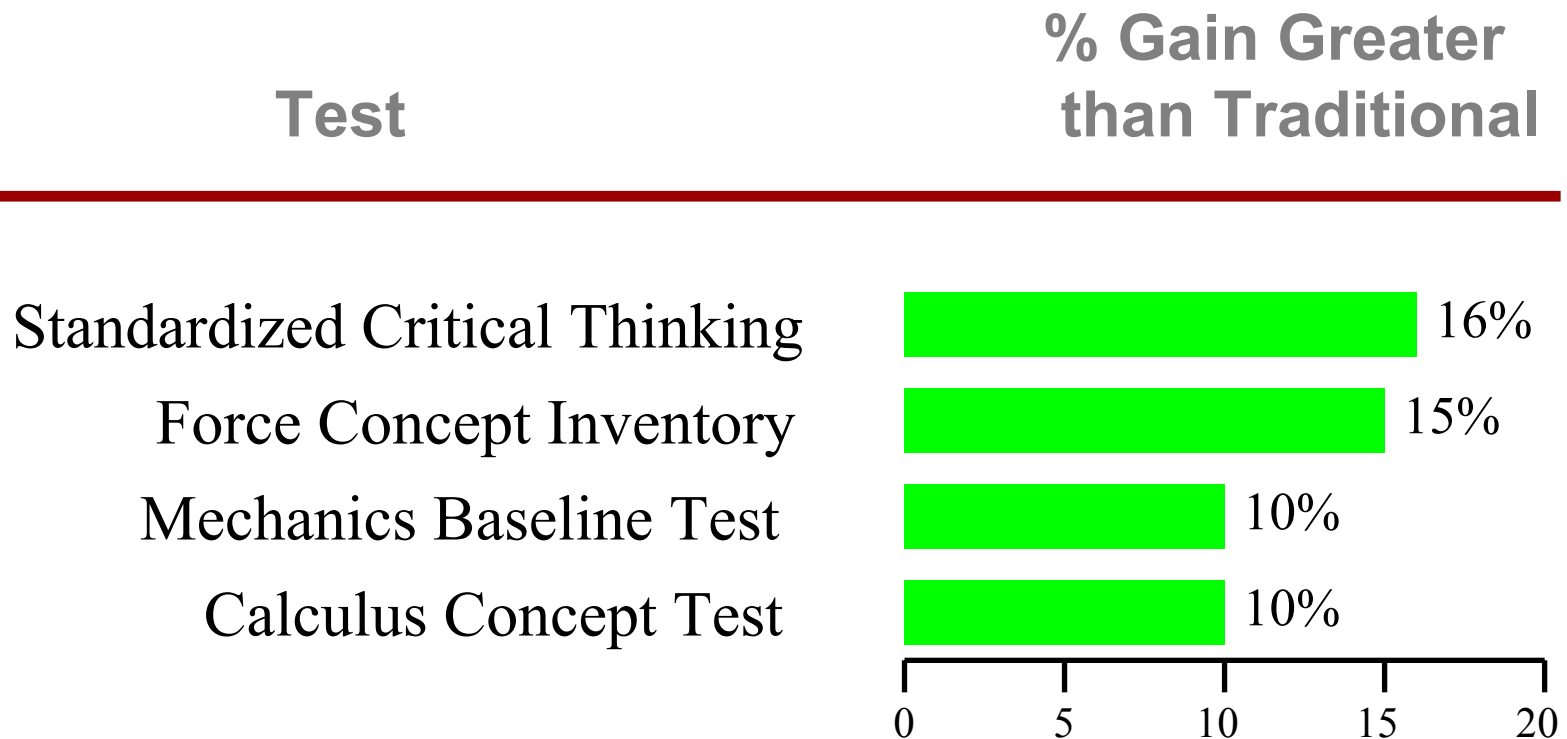 % Gain Greater
Test than Traditional
Standardized Critical Thinking 16%
Force Concept Inventory 15%
Mechanics Baseline Test 10%
Calculus Concept Test 10%
0 5 10 15 20